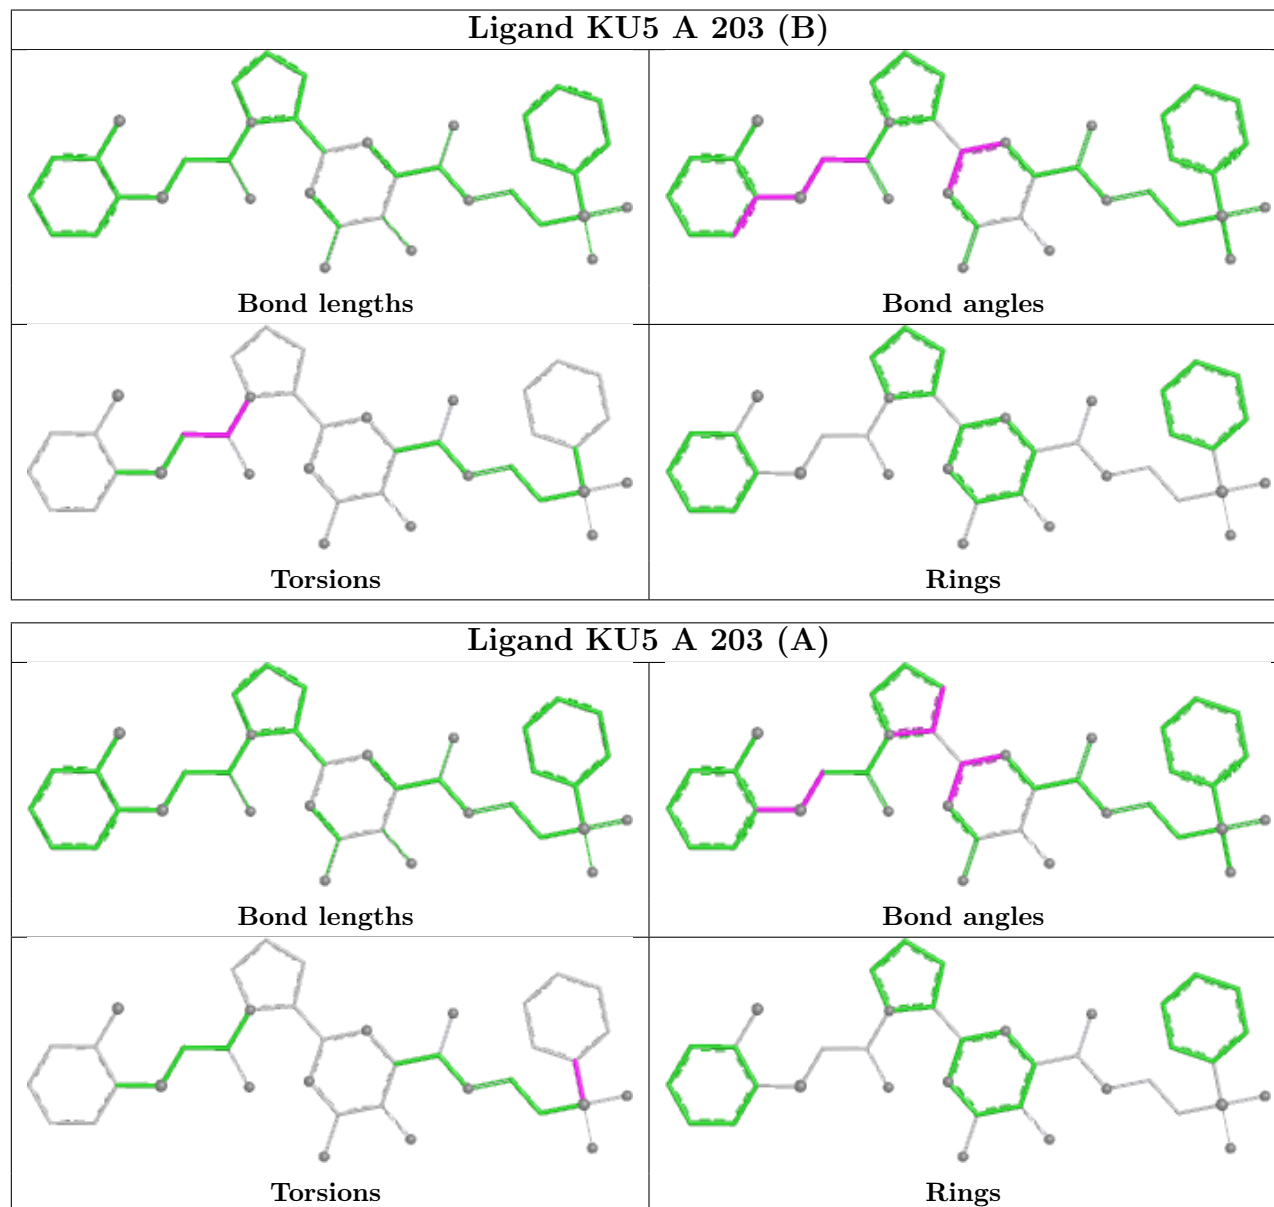 Ligand KU5 A 203 (B)
Bond lengths
Bond angles
Torsions
Rings
Ligand KU5 A 203 (A)
Bond lengths
Bond angles
Torsions
Rings